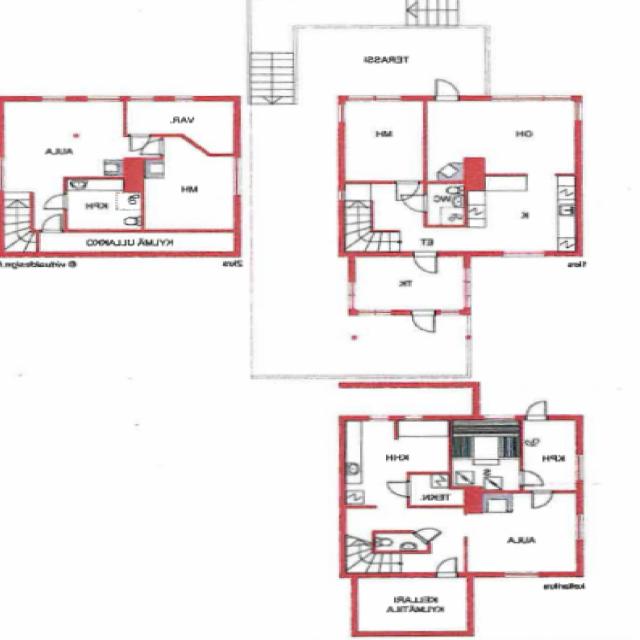 TERASSI
VAR.
AULA
MH
KPH
KYLMÄ ULLAKKO
© virtualdesign.fi
2krs
MH
OH
WC
K
ET
1krs
TK
KHH
KPH
TEKN.
AULA
kellarikrs
KELLARI
KYLMÄTILA